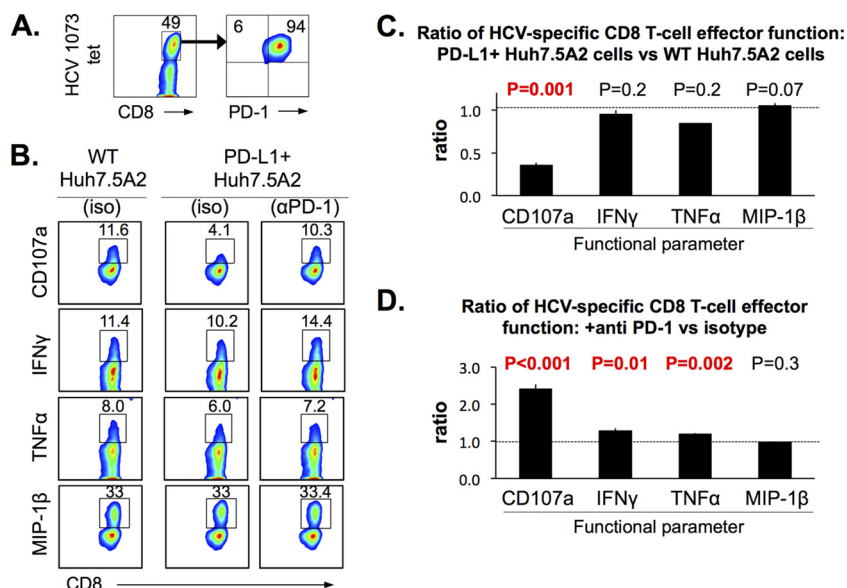 A.
HCV 1073
tet
49
6 94
CD8
PD-1
B.
WT
Huh7.5A2
PD-L1+
Huh7.5A2
(iso) (iso) (αPD-1)
CD107a
11.6 4.1 10.3
IFNγ
11.4 10.2 14.4
TNFα
8.0 6.0 7.2
MIP-1β
33 33 33.4
CD8
C.
Ratio of HCV-specific CD8 T-cell effector function:
PD-L1+ Huh7.5A2 cells vs WT Huh7.5A2 cells
P=0.001 P=0.2 P=0.2 P=0.07
ratio
1.0
0.5
0.0
CD107a IFNγ TNFα MIP-1β
Functional parameter
D.
Ratio of HCV-specific CD8 T-cell effector
function: +anti PD-1 vs isotype
P<0.001 P=0.01 P=0.002 P=0.3
ratio
3.0
2.0
1.0
0.0
CD107a IFNγ TNFα MIP-1β
Functional parameter